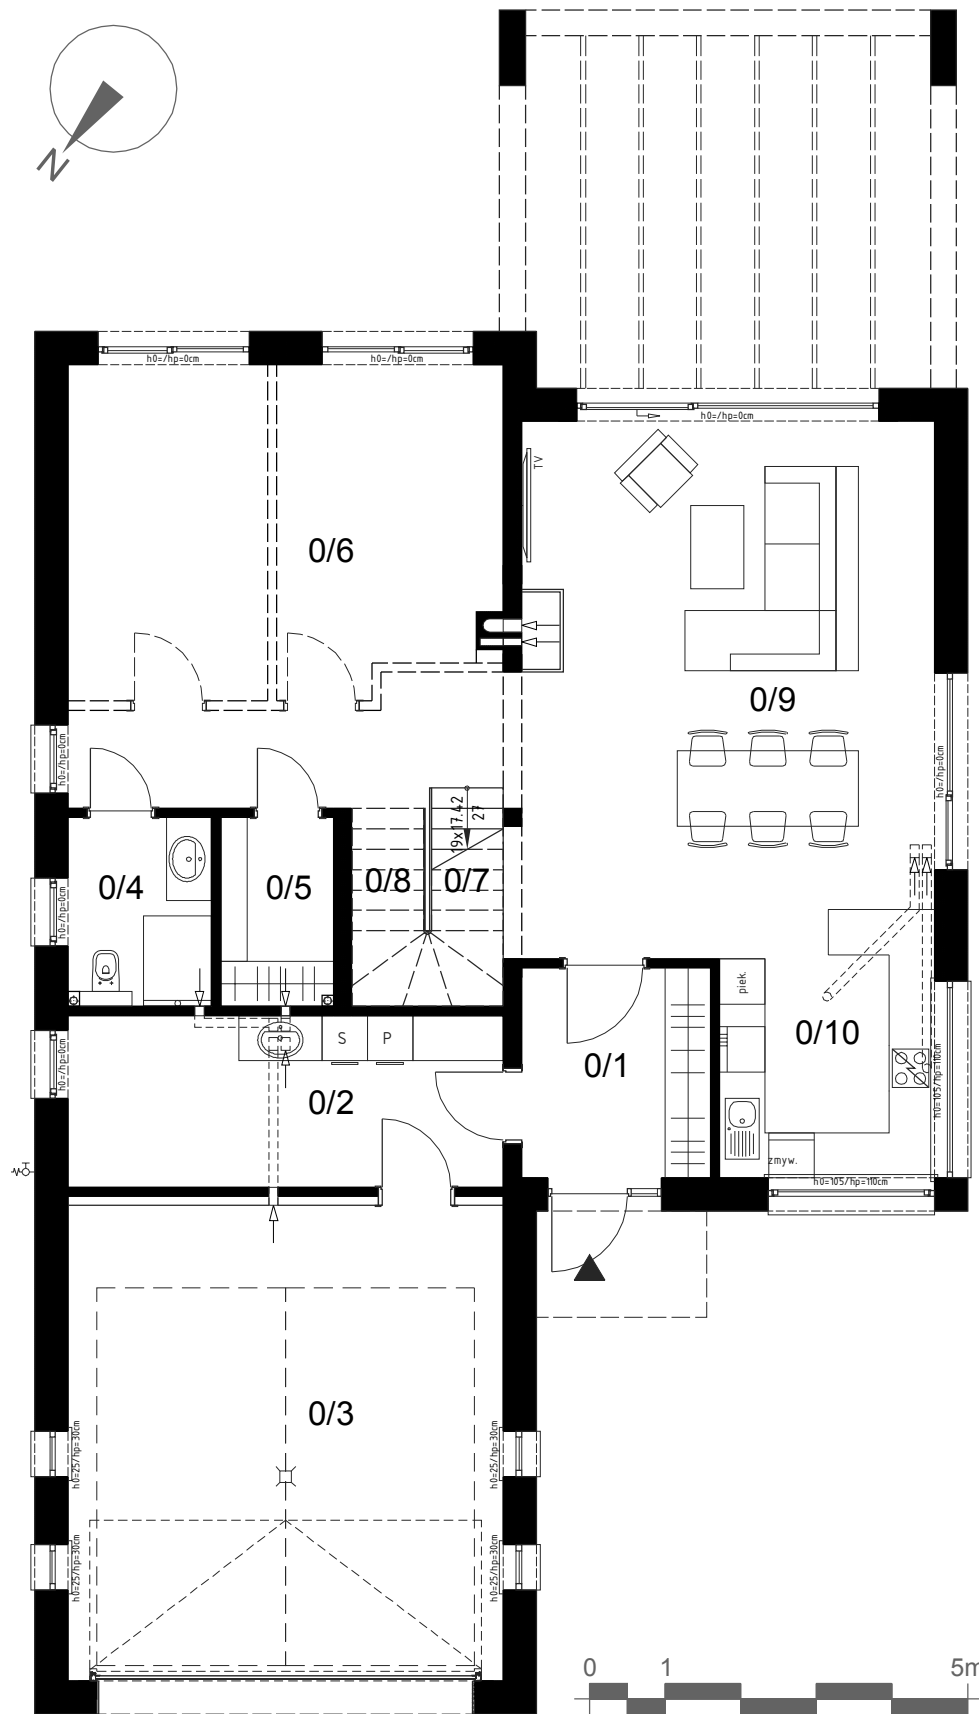 N
h0=/hp=0cm
h0=/hp=0cm
h0=/hp=0cm
TV
0/6
0/9
h0=/hp=0cm
h0=/hp=0cm
19x17.42
27
0/4
0/5
0/8
0/7
h0=/hp=0cm
piek.
0/10
S
P
0/1
h0=/hp=0cm
h0=105/hp=110cm
0/2
zmyw.
h0=105/hp=110cm
0/3
h0=25/hp=30cm
h0=25/hp=30cm
h0=25/hp=30cm
h0=25/hp=30cm
0
1
5m